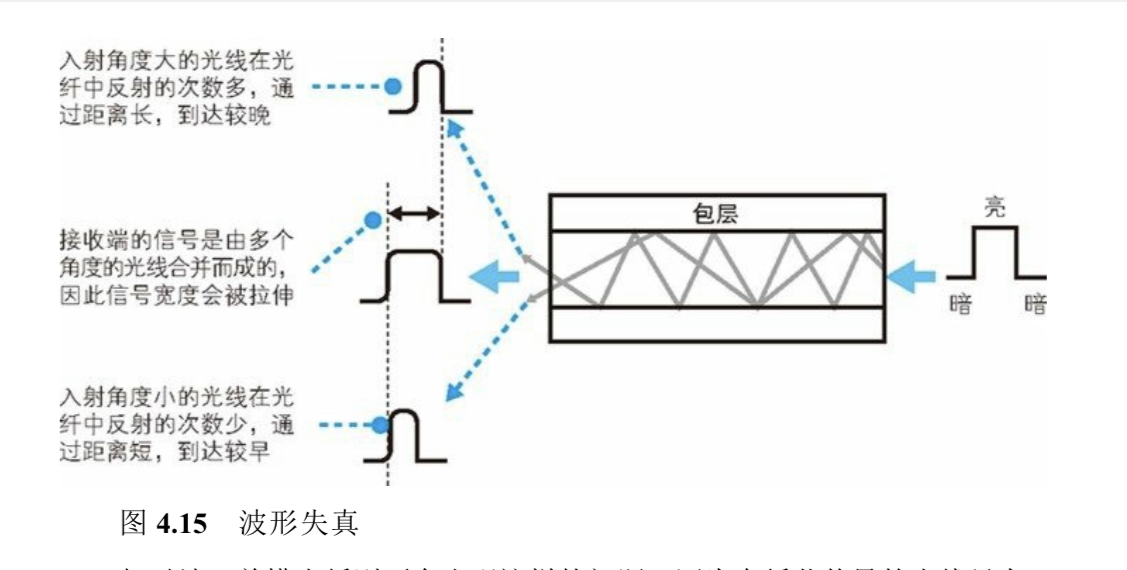 入射角度大的光线在光
纤中反射的次数多，通
过距离长，到达较晚
接收端的信号是由多个
角度的光线合并而成的，
因此信号宽度会被拉伸
入射角度小的光线在光
纤中反射的次数少，通
过距离短，到达较早
包层
亮
暗
暗
图 4.15 波形失真